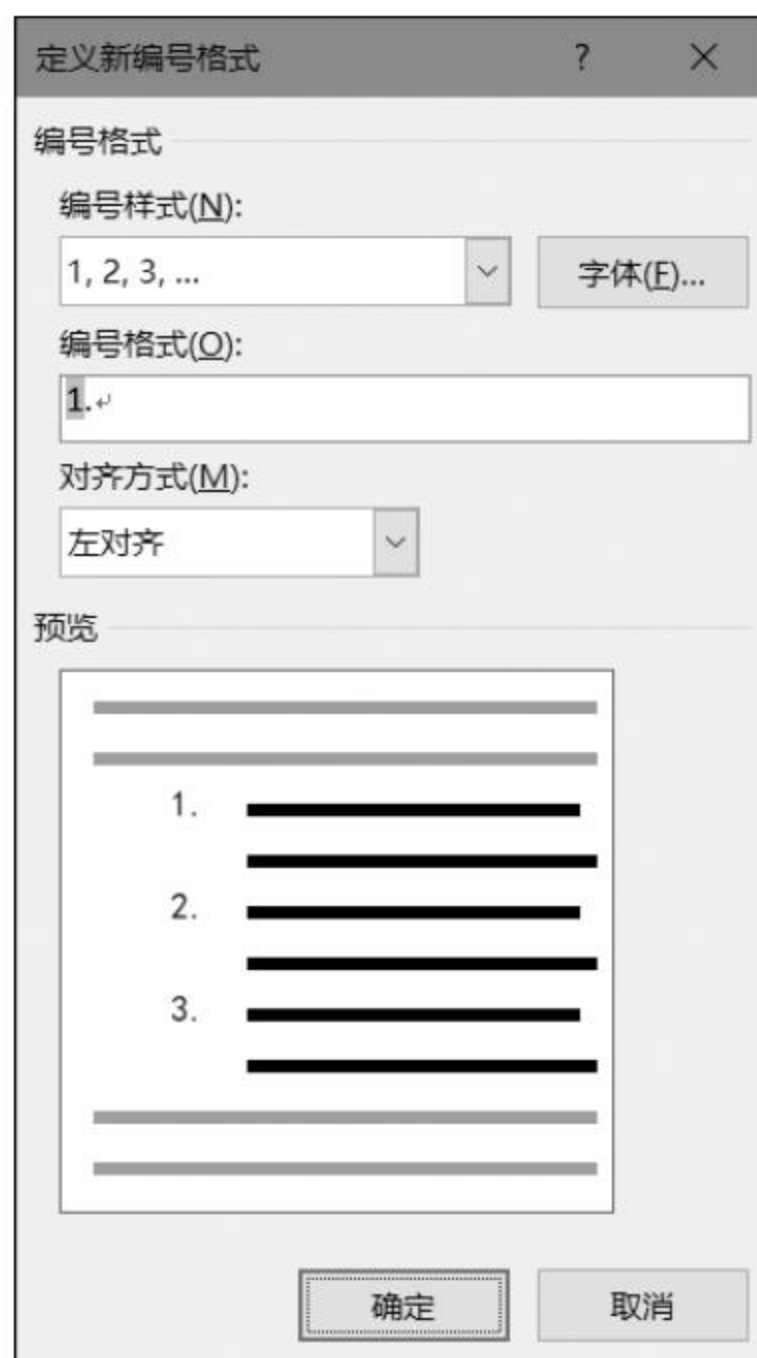 定义新编号格式 ? ×
编号格式
编号样式(N):
1, 2, 3, ...
字体(F)...
编号格式(O):
1.↵
对齐方式(M):
左对齐
预览
1.
2.
3.
确定 取消